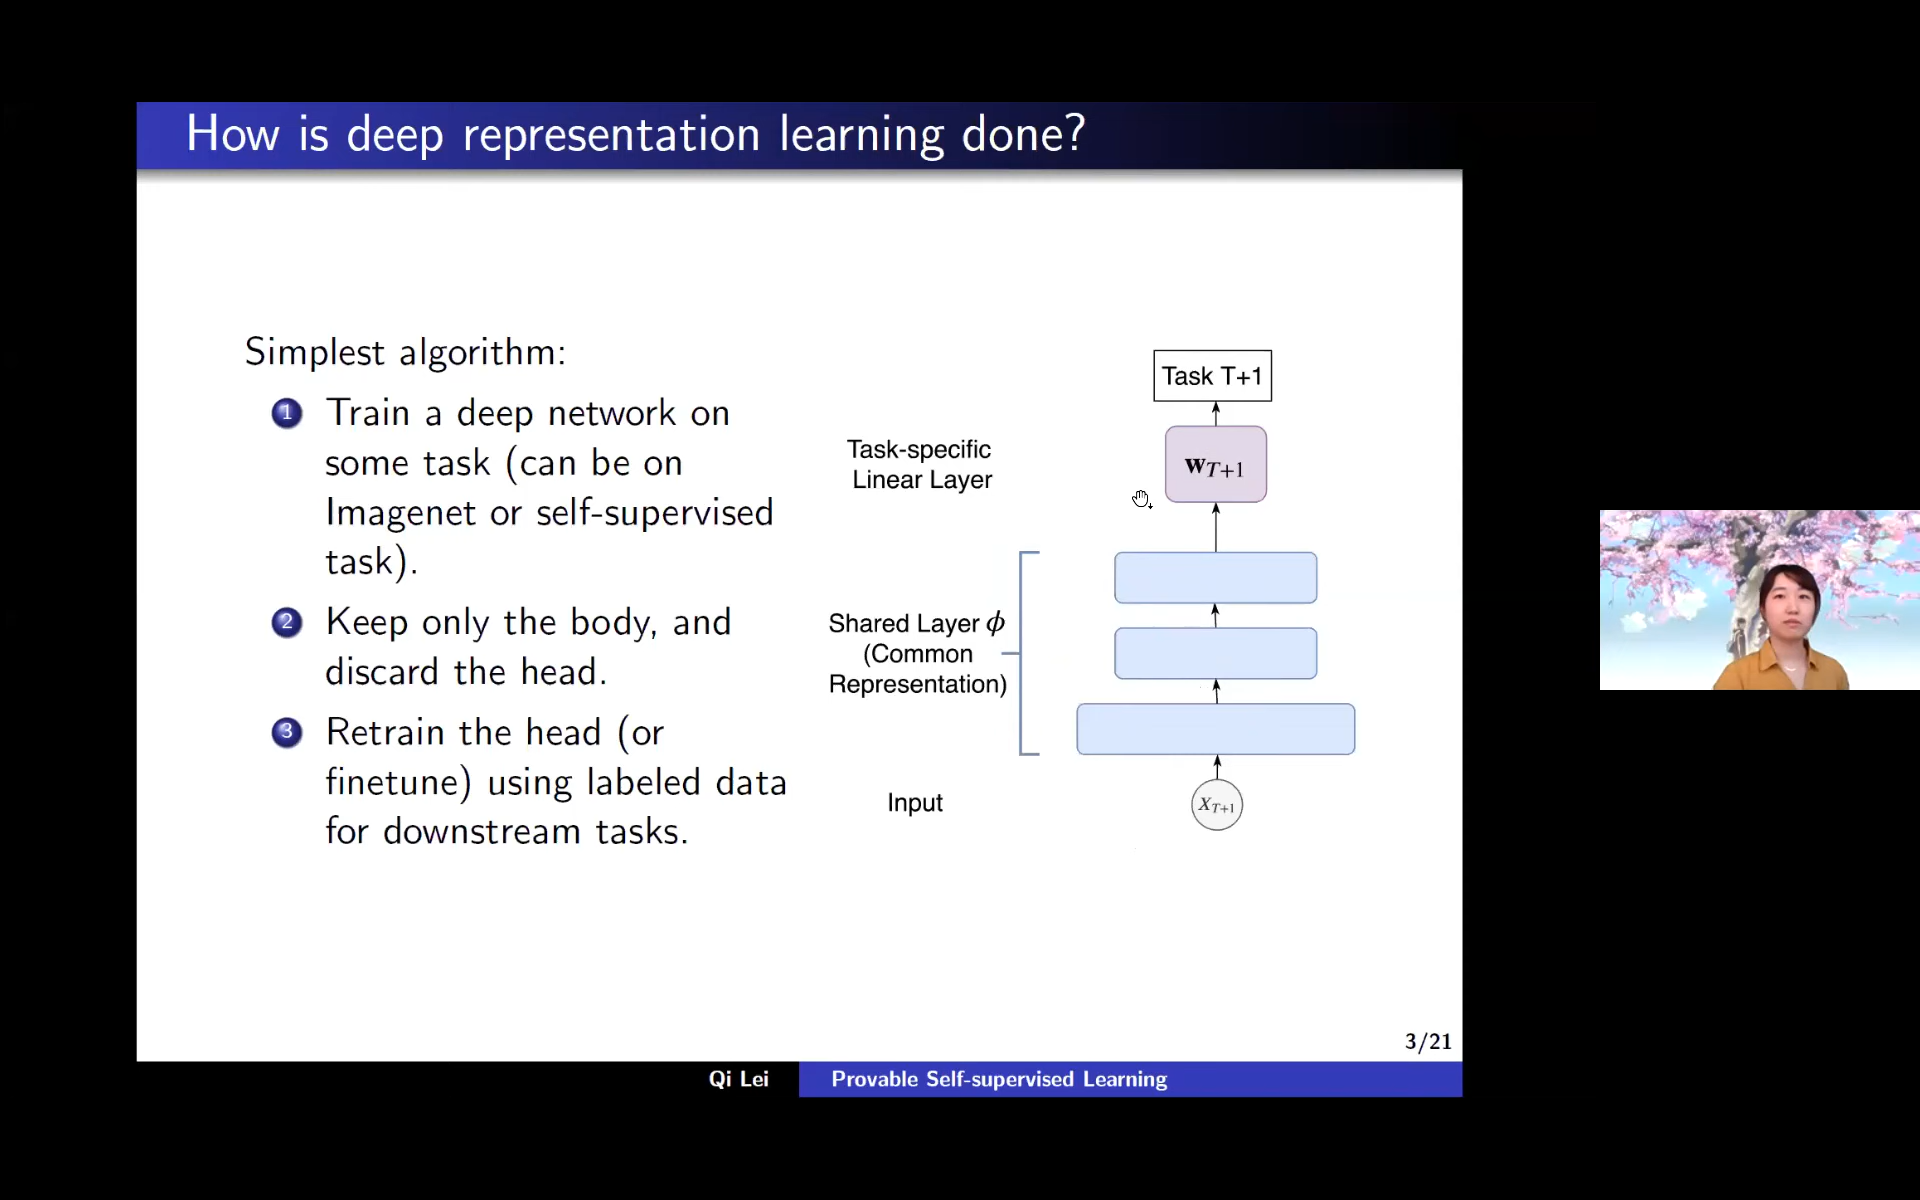 How is deep representation learning done?
Simplest algorithm:
1 Train a deep network on
some task (can be on
Imagenet or self-supervised
task).
2 Keep only the body, and
discard the head.
3 Retrain the head (or
finetune) using labeled data
for downstream tasks.
Task T+1
Task-specific
Linear Layer
w_{T+1}
Shared Layer ϕ
(Common
Representation)
Input
X_{T+1}
3/21
Qi Lei
Provable Self-supervised Learning